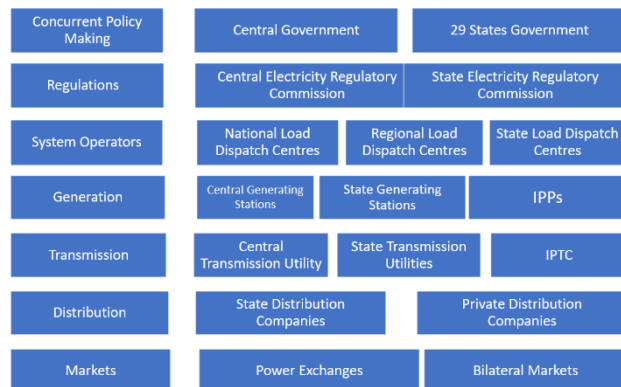 Concurrent Policy
Making
Central Government
29 States Government
Regulations
Central Electricity Regulatory
Commission
State Electricity Regulatory
Commission
System Operators
National Load
Dispatch Centres
Regional Load
Dispatch Centres
State Load Dispatch
Centres
Generation
Central Generating
Stations
State Generating
Stations
IPPs
Transmission
Central
Transmission Utility
State Transmission
Utilities
IPTC
Distribution
State Distribution
Companies
Private Distribution
Companies
Markets
Power Exchanges
Bilateral Markets